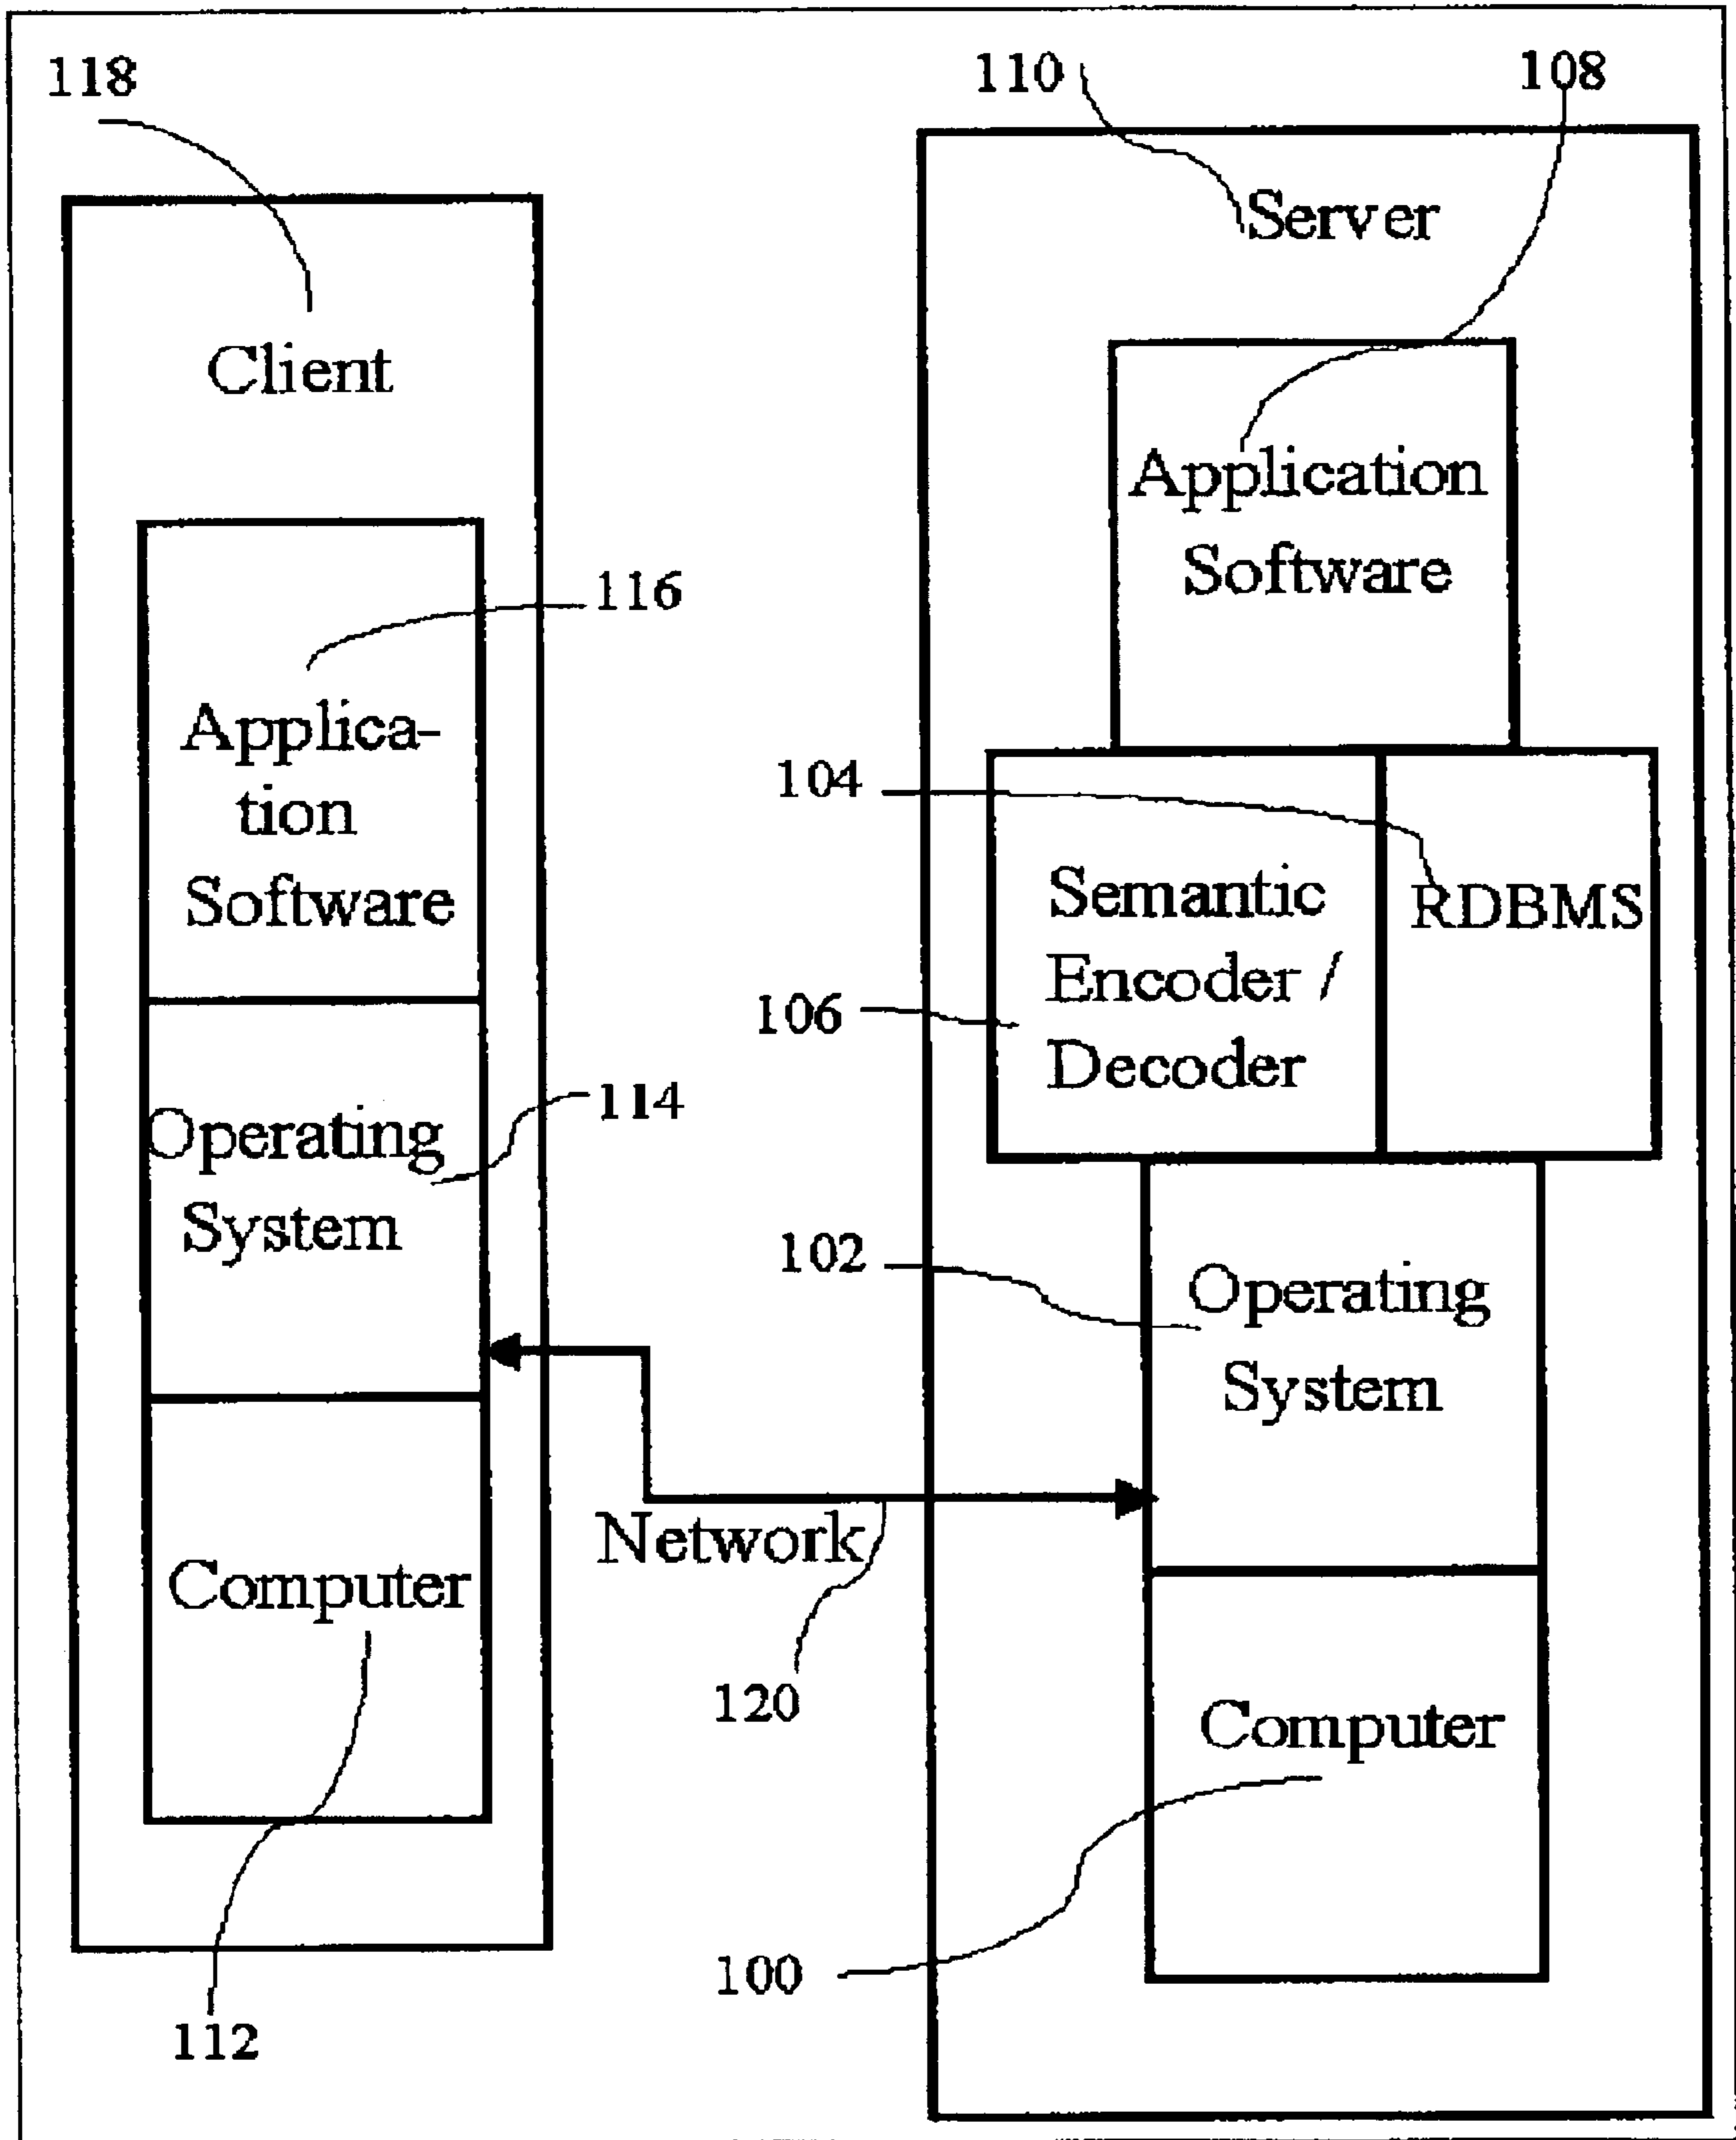 118
110
108
Server
Client
Application
Software
116
Applica-
tion
Software
104
Semantic
Encoder /
Decoder
RDBMS
106
114
Operating
System
102
Operating
System
Network
Computer
120
Computer
100
112